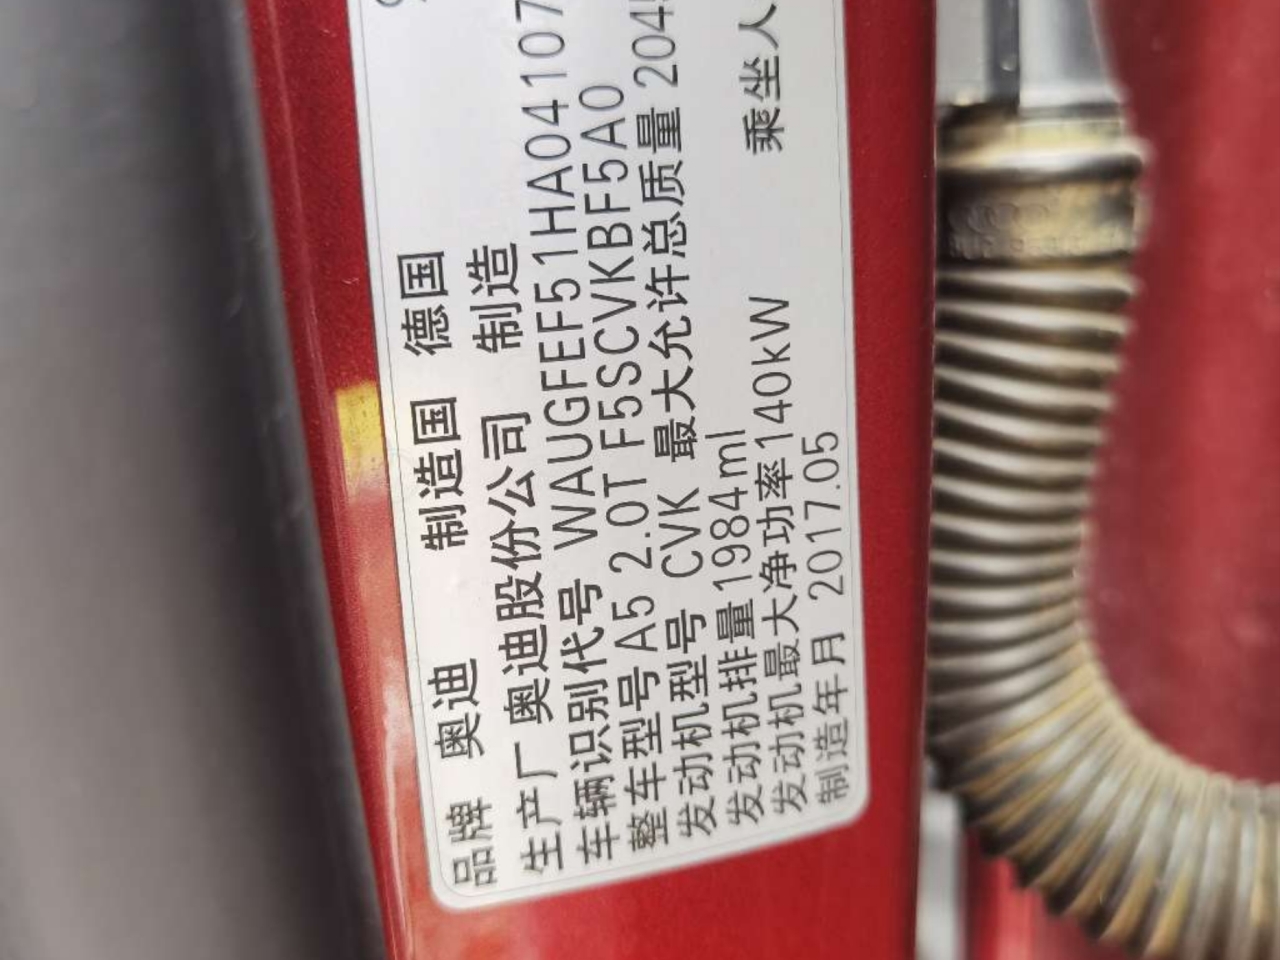 品牌 奥迪 制造国 德国
生产厂 奥迪股份公司 制造
车辆识别代号 WAUGFEF51HA04107
整车型号 A5 2.0T F5SCVKBF5A0
发动机型号 CVK 最大允许总质量 204
发动机排量 1984ml 乘坐人
发动机最大净功率 140kW
制造年月 2017.05